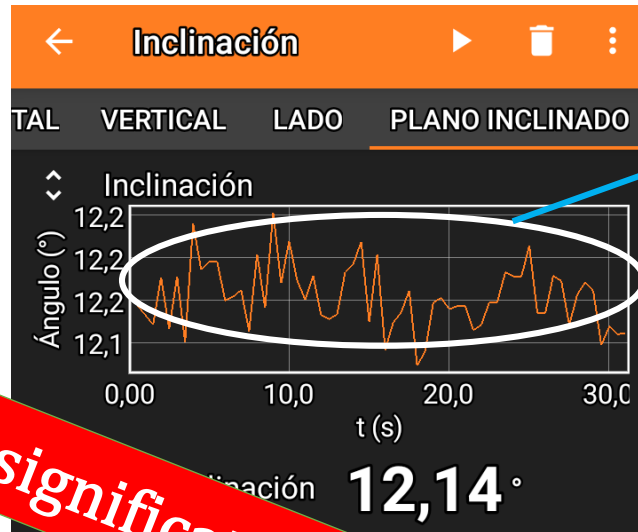 Inclinación
TAL VERTICAL LADO PLANO INCLINADO
Inclinación
12,2
12,2
12,2
12,1
Ángulo (°)
0,00 10,0 20,0 30,0
t (s)
12,14 °